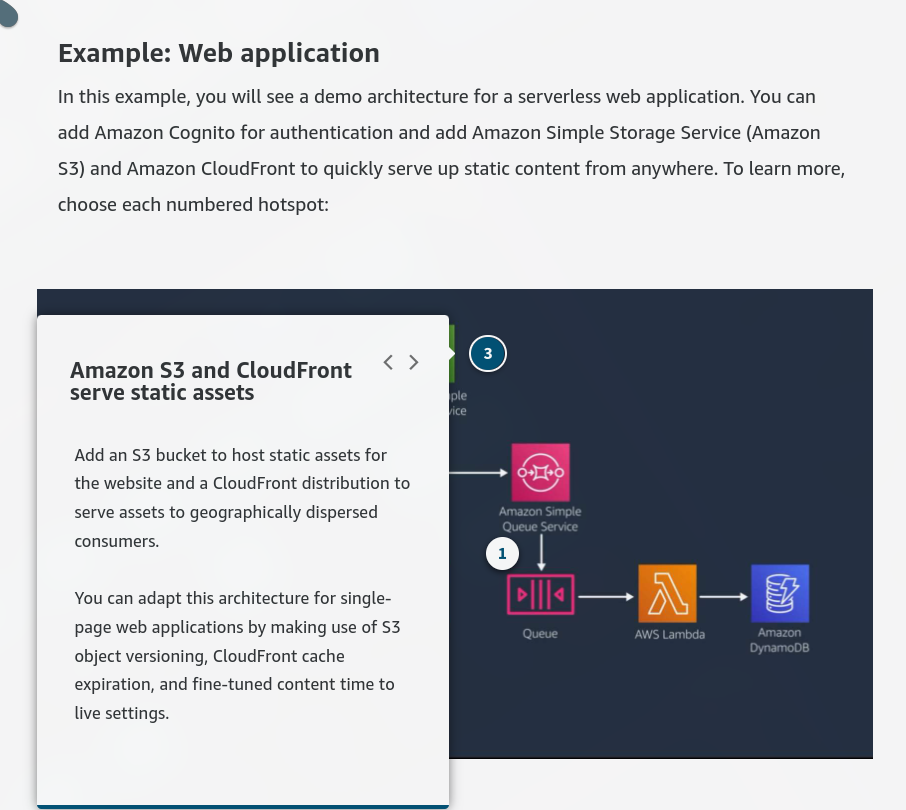 Example: Web application
In this example, you will see a demo architecture for a serverless web application. You can
add Amazon Cognito for authentication and add Amazon Simple Storage Service (Amazon
S3) and Amazon CloudFront to quickly serve up static content from anywhere. To learn more,
choose each numbered hotspot:
3
Amazon S3 and CloudFront
serve static assets
Add an S3 bucket to host static assets for
the website and a CloudFront distribution to
serve assets to geographically dispersed
consumers.
You can adapt this architecture for single-
page web applications by making use of S3
object versioning, CloudFront cache
expiration, and fine-tuned content time to
live settings.
Amazon Simple
Queue Service
1
Queue
AWS Lambda
Amazon
DynamoDB